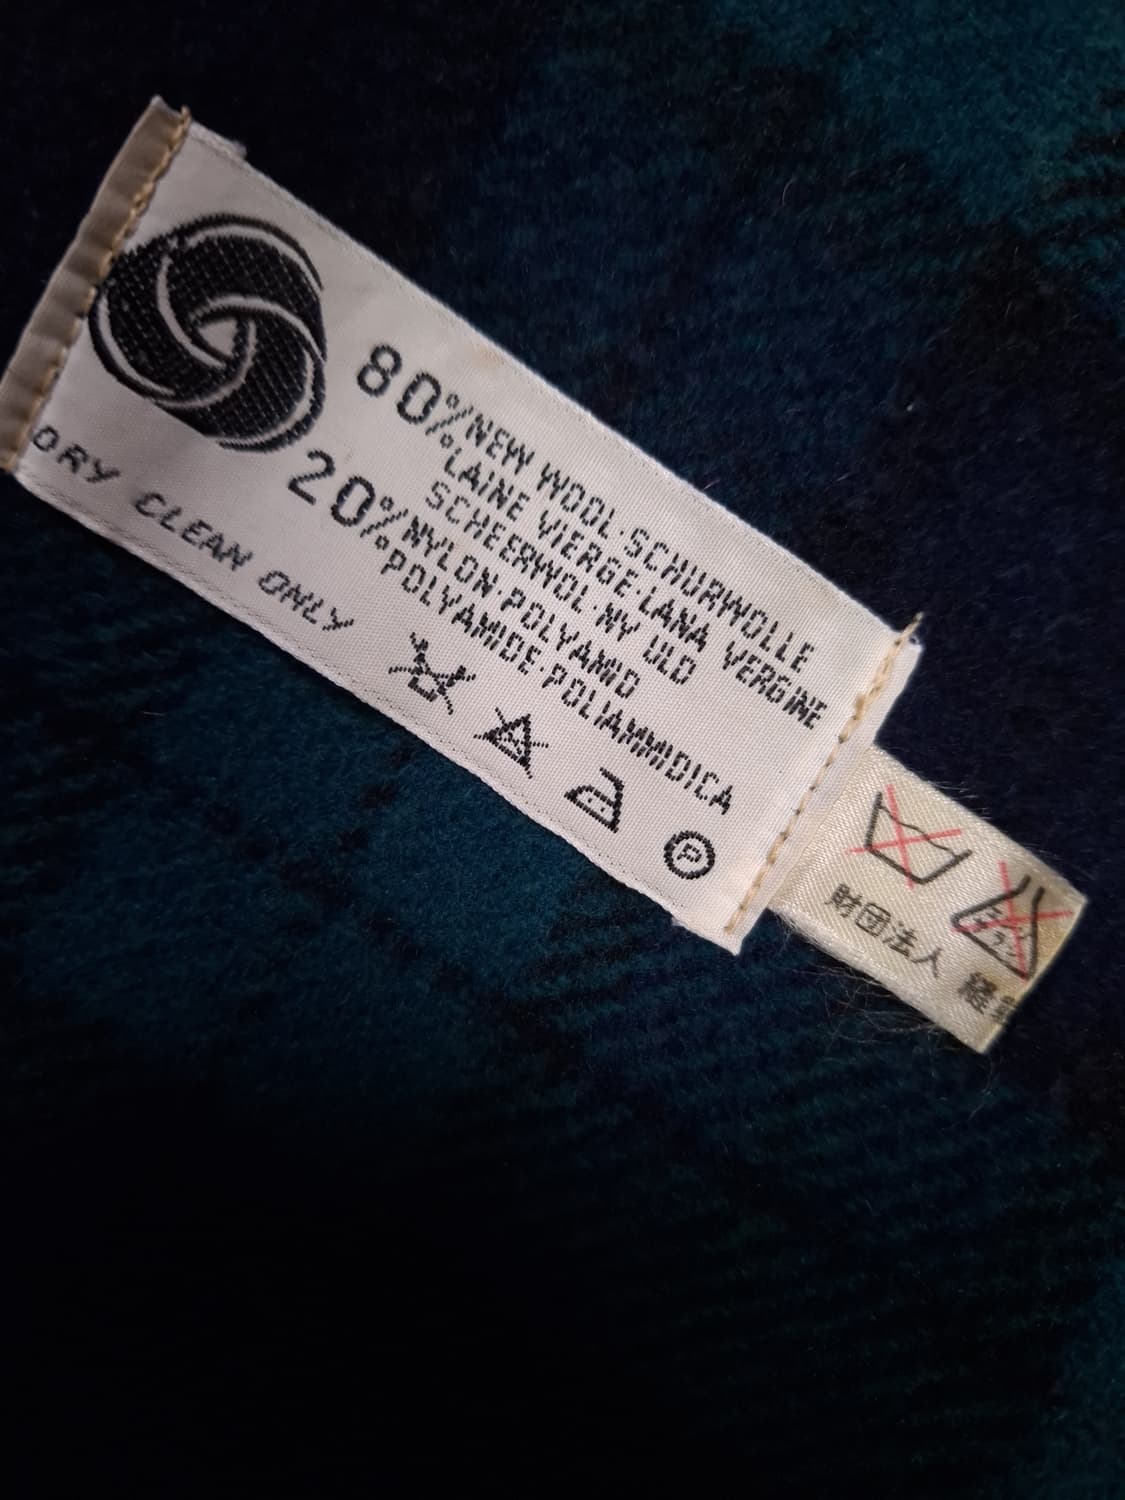 80% NEW WOOL·SCHURWOLLE
LAINE VIERGE·LANA VERGINE
SCHEERWOL·NY ULD
20% NYLON·POLYAMID
POLYAMIDE·POLIAMMIDICA
DRY CLEAN ONLY
P
財団法人